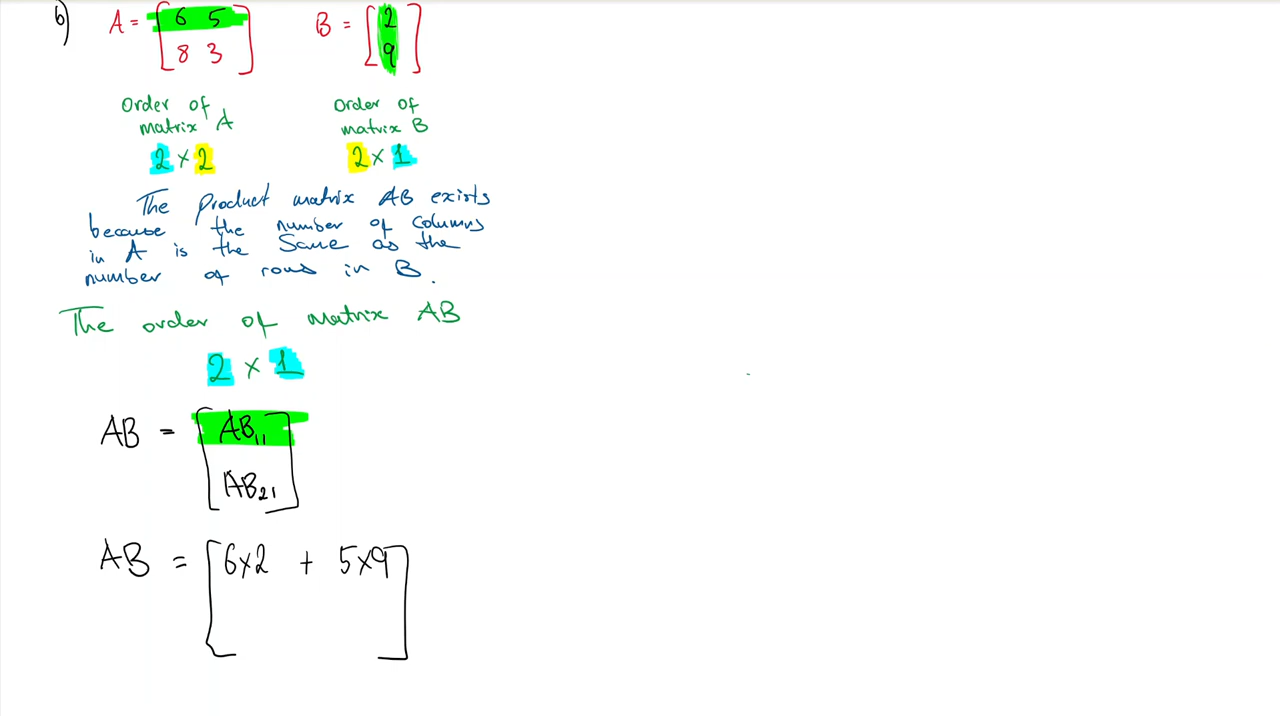 b) A = [6 5 B = [2
8 3] 9]
Order of Order of
matrix A matrix B
2 × 2 2 × 1
The product matrix AB exists
because the number of columns
in A is the same as the
number of rows in B.
The order of matrix AB
2 × 1
AB = [AB₁₁
AB₂₁]
AB = [6×2 + 5×9
]